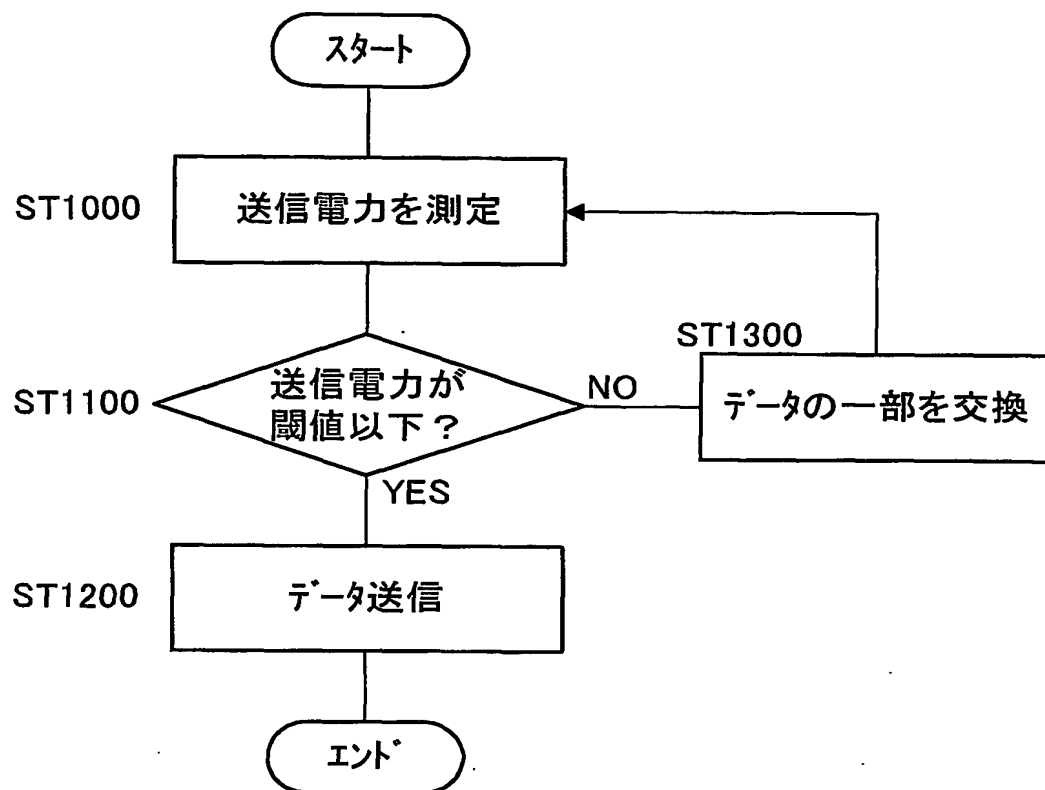 スタート
ST1000
送信電力を測定
ST1300
ST1100
送信電力が
閾値以下？
NO
データの一部を交換
YES
ST1200
データ送信
エンド